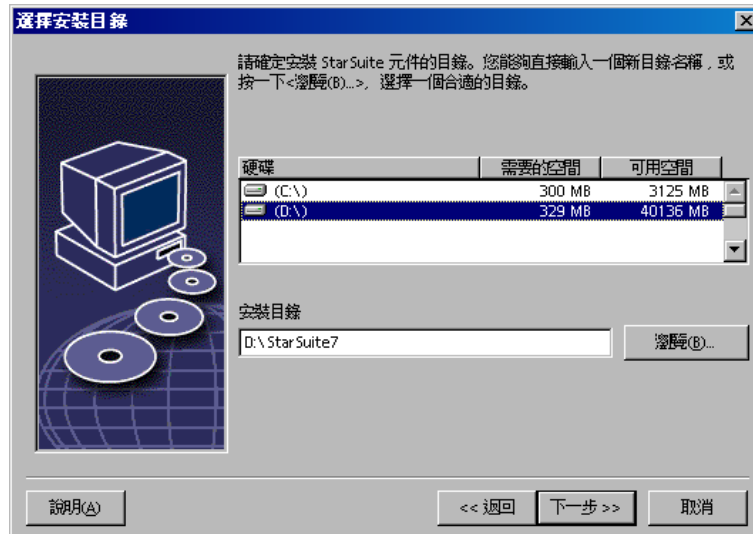 選擇安裝目錄
請確定安裝 StarSuite 元件的目錄。您能夠直接輸入一個新目錄名稱，或
按一下<瀏覽(B)...>，選擇一個合適的目錄。
硬碟 需要的空間 可用空間
(C:\) 300 MB 3125 MB
(D:\) 329 MB 40136 MB
安裝目錄
D:\StarSuite7 瀏覽(B)...
說明(A) << 返回 下一步 >> 取消